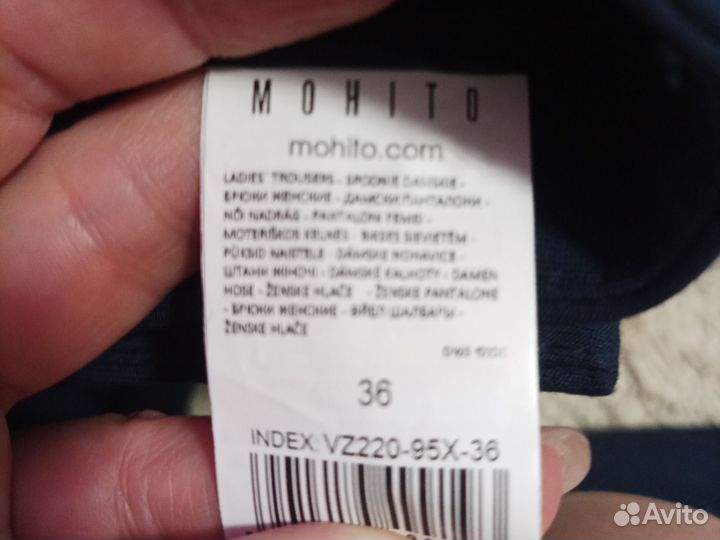 MOHITO
mohito.com
LADIES' TROUSERS - SPODNIE DAMSKIE -
БРЮКИ ЖЕНСКИЕ - ДАМСКИ ПАНТАЛОНИ -
NŐI NADRÁG - PANTALONI FEMEI -
MOTERIŠKOS KELNĖS - BIKSES SIEVIETĒM -
PÜKSID NAISTELE - DÁMSKE NOHAVICE -
ШТАНИ ЖІНОЧІ - DÁMSKÉ KALHOTY - DAMEN
HOSE - ŽENSKE HLAČE - ŽENSKE PANTALONE
- БРЮКИ ЖЕНСКИЕ - ӘЙЕЛ ШАЛБАРЫ -
ŽENSKE HLAČE
36
INDEX: VZ220-95X-36
Avito